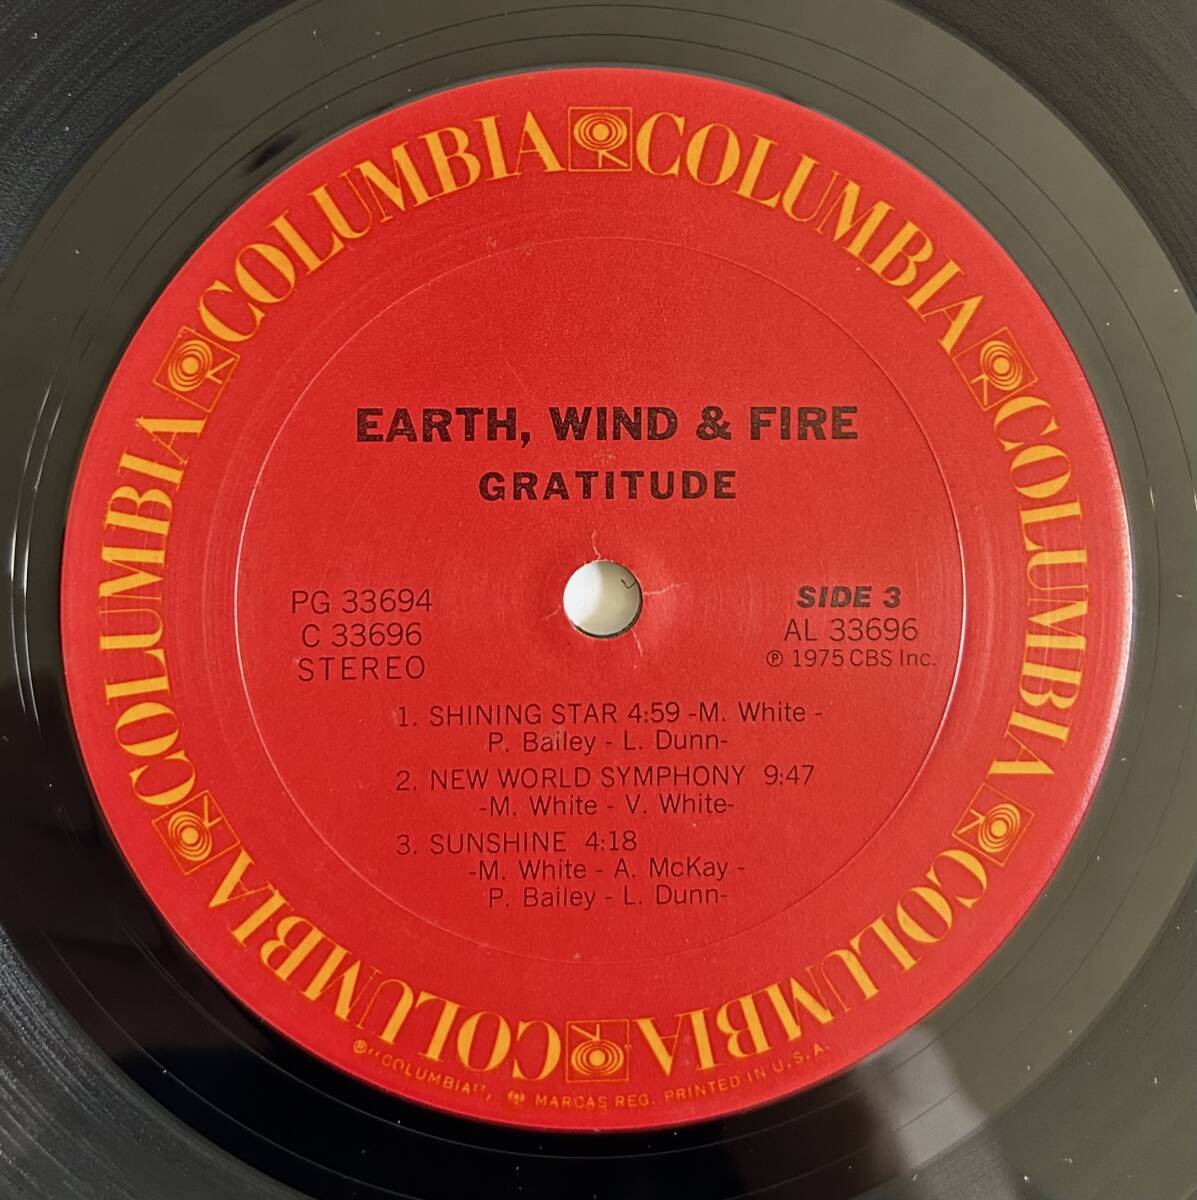 COLUMBIA COLUMBIA COLUMBIA COLUMBIA COLUMBIA COLUMBIA
EARTH, WIND & FIRE
GRATITUDE
PG 33694
C 33696
STEREO
SIDE 3
AL 33696
℗ 1975 CBS Inc.
1. SHINING STAR 4:59 -M. White -
P. Bailey - L. Dunn-
2. NEW WORLD SYMPHONY 9:47
-M. White - V. White-
3. SUNSHINE 4:18
-M. White - A. McKay -
P. Bailey - L. Dunn-
®"COLUMBIA", MARCAS REG. PRINTED IN U.S.A.